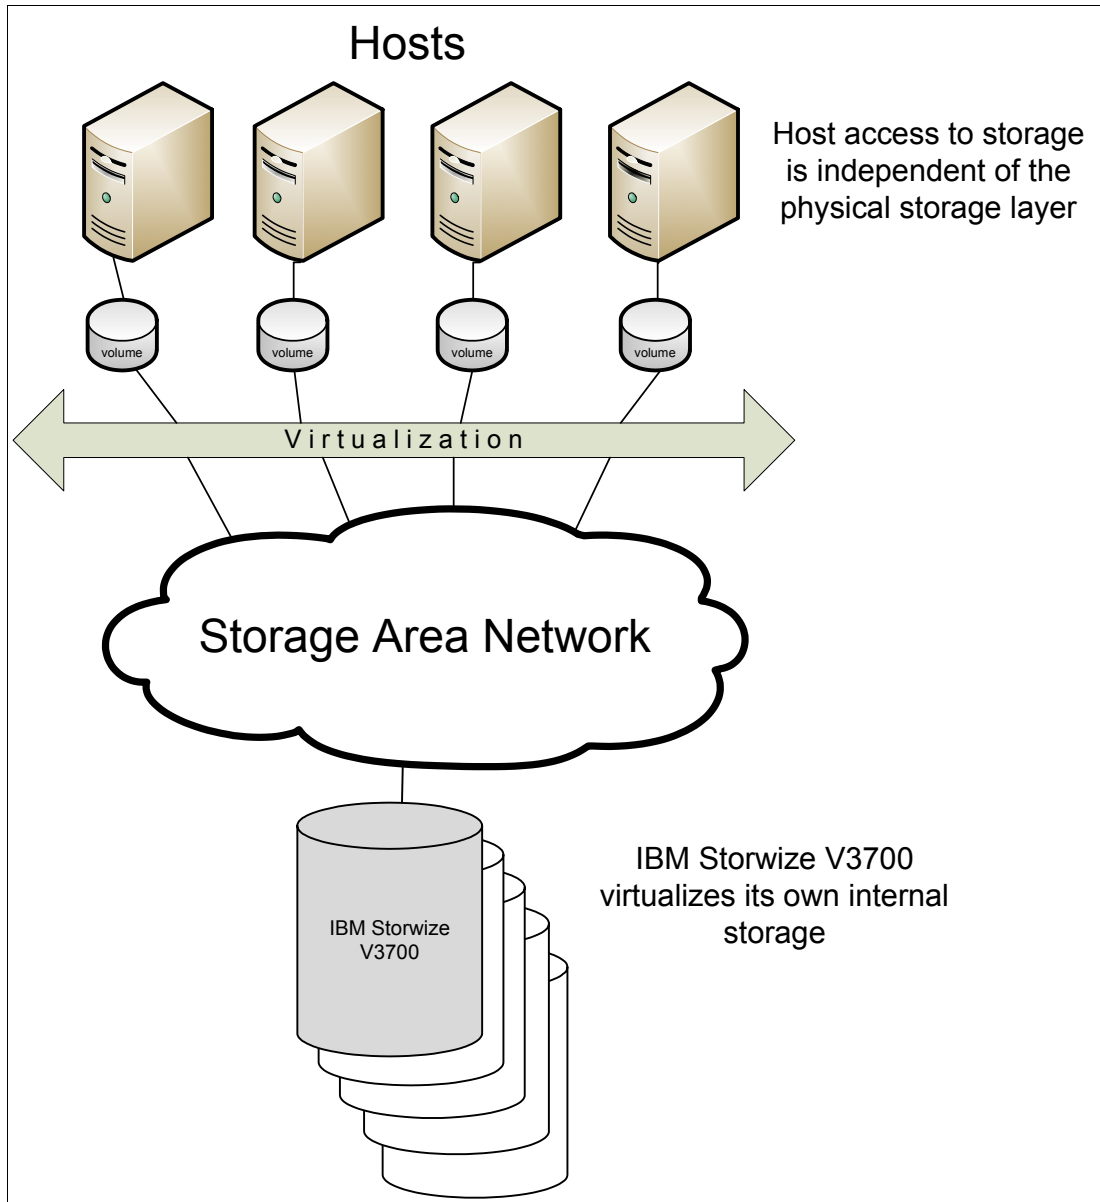 Hosts
Host access to storage
is independent of the
physical storage layer
volume
volume
volume
volume
Virtualization
Storage Area Network
IBM Storwize V3700
virtualizes its own internal
storage
IBM Storwize
V3700